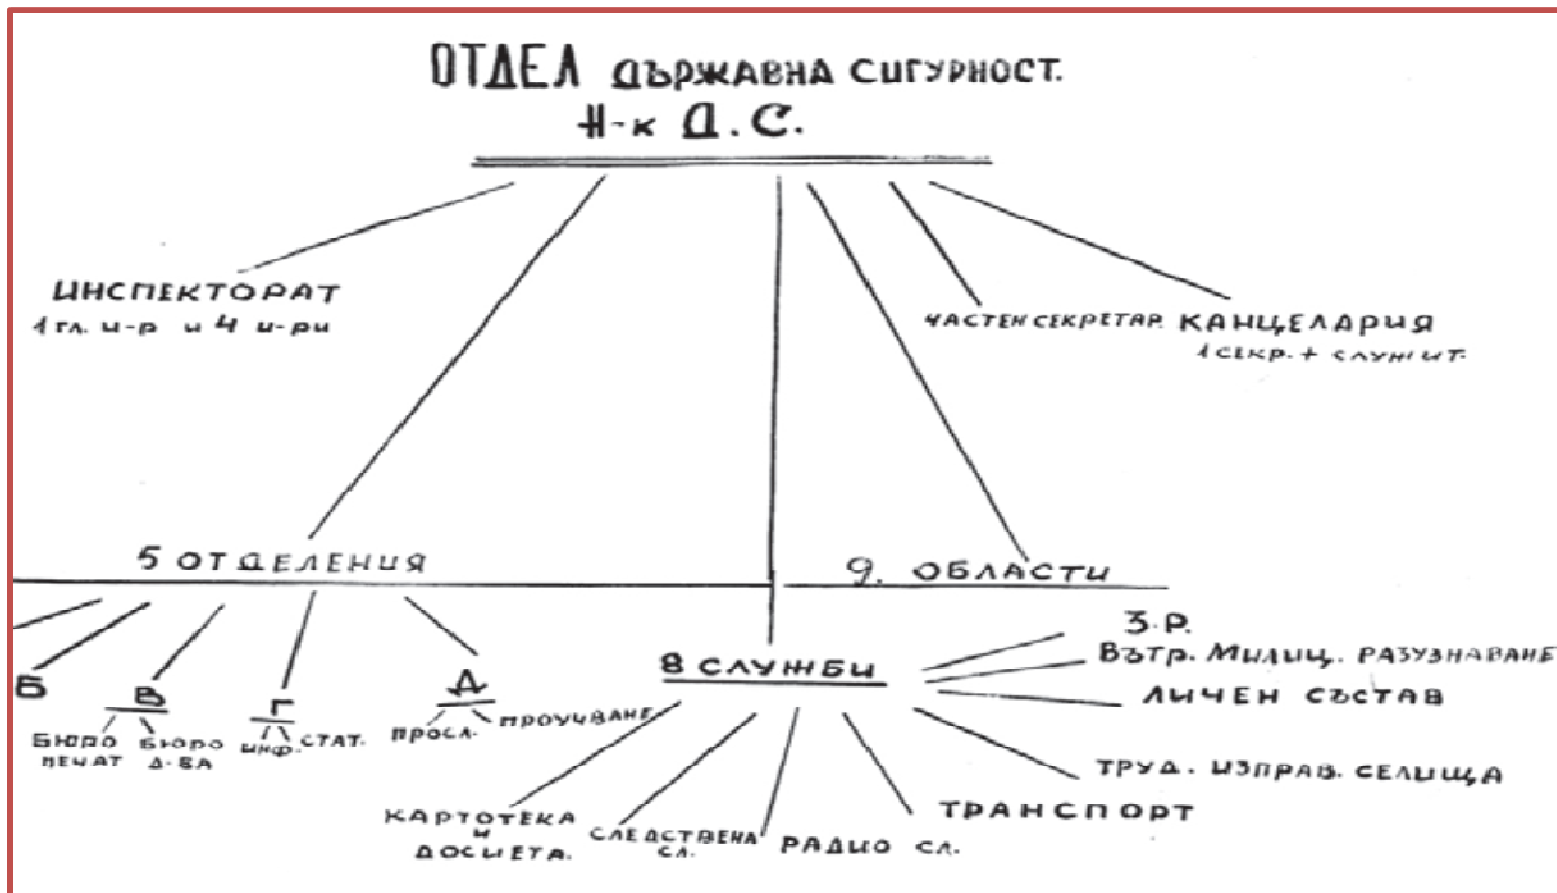 ОТДЕЛ ДЪРЖАВНА СИГУРНОСТ.
Н-к Д.С.
ИНСПЕКТОРАТ
1 гл. и-р и 4 и-ри
ЧАСТЕН СЕКРЕТАР.
КАНЦЕЛАРИЯ
1 СЕКР. + СЛУЖИТ.
5 ОТДЕЛЕНИЯ
9. ОБЛАСТИ
Б
В
Г
Д
БЮРО
ПЕЧАТ
БЮРО
Д-ВА
ИНФ.
СТАТ.
ПРОСЛ.
ПРОУЧВАНЕ
8 СЛУЖБИ
З.Р.
ВЪТР. МИЛИЦ. РАЗУЗНАВАНЕ
ЛИЧЕН СЪСТАВ
ТРУД. ИЗПРАВ. СЕЛИЩА
ТРАНСПОРТ
РАДИО СЛ.
СЛЕДСТВЕНА
СЛ.
КАРТОТЕКА
И
ДОСИЕТА.